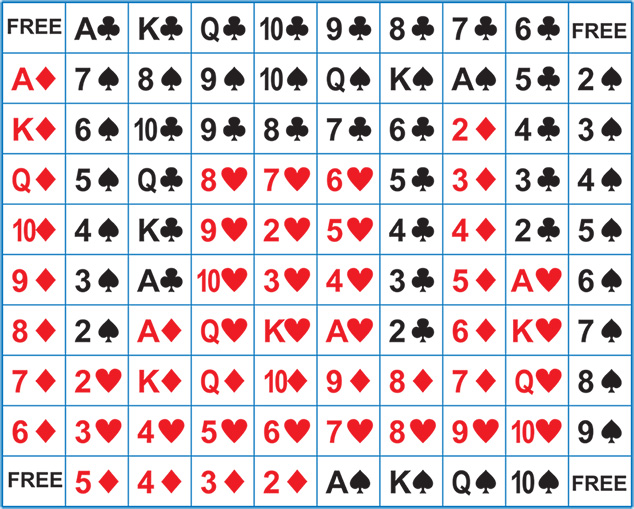 FREE A♣ K♣ Q♣ 10♣ 9♣ 8♣ 7♣ 6♣ FREE
A♦ 7♠ 8♠ 9♠ 10♠ Q♠ K♠ A♠ 5♣ 2♠
K♦ 6♠ 10♣ 9♣ 8♣ 7♣ 6♣ 2♦ 4♣ 3♠
Q♦ 5♠ Q♣ 8♥ 7♥ 6♥ 5♣ 3♦ 3♣ 4♠
10♦ 4♠ K♣ 9♥ 2♥ 5♥ 4♣ 4♦ 2♣ 5♠
9♦ 3♠ A♣ 10♥ 3♥ 4♥ 3♣ 5♦ A♥ 6♠
8♦ 2♠ A♦ Q♥ K♥ A♥ 2♣ 6♦ K♥ 7♠
7♦ 2♥ K♦ Q♦ 10♦ 9♦ 8♦ 7♦ Q♥ 8♠
6♦ 3♥ 4♥ 5♥ 6♥ 7♥ 8♥ 9♥ 10♥ 9♠
FREE 5♦ 4♦ 3♦ 2♦ A♠ K♠ Q♠ 10♠ FREE